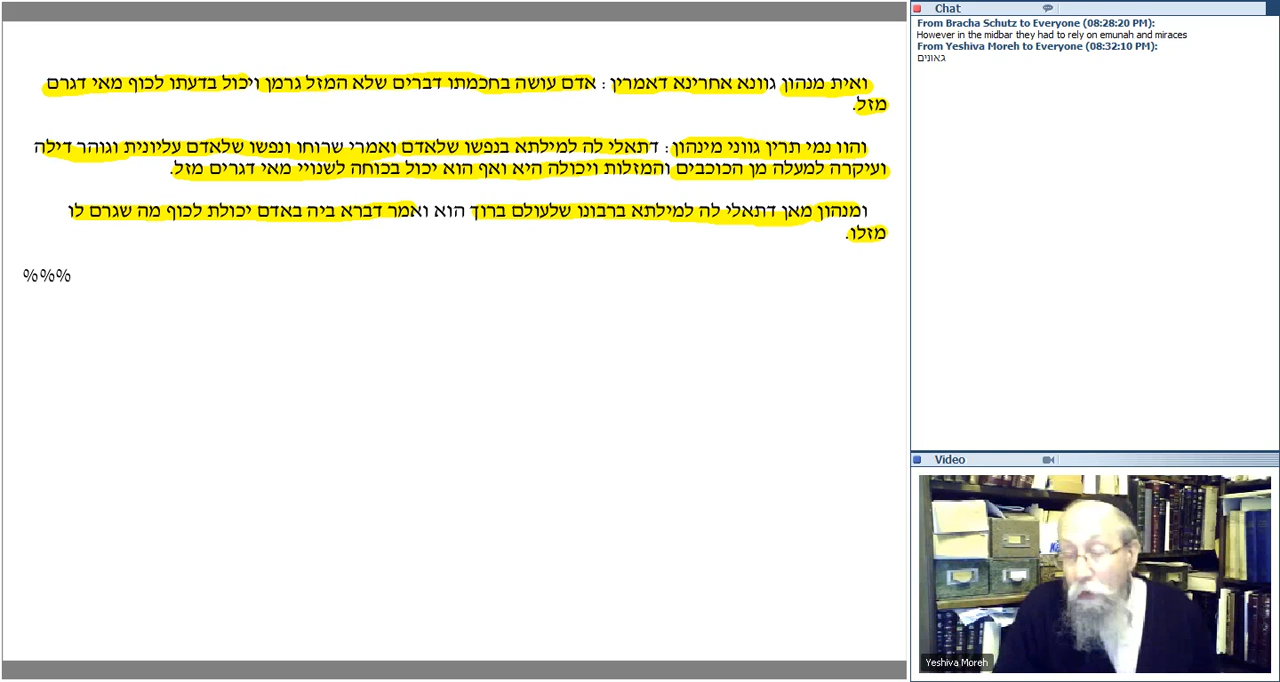 ואית מנהון גוונא אחרינא דאמרין : אדם עושה בחכמתו דברים שלא המזל גרמן ויכול בדעתו לכוף מאי דגרם
מזל.
והוו נמי תרין גווני מינהון : דתאלי לה למילתא בנפשו שלאדם ואמרי שרוחו ונפשו שלאדם עליונית וגוהר דילה
ועיקרה למעלה מן הכוכבים והמזלות ויכולה היא ואף הוא יכול בכוחה לשנויי מאי דגרים מזל.
ומנהון מאן דתאלי לה למילתא ברבונו שלעולם ברוך הוא ואמר דברא ביה באדם יכולת לכוף מה שגרם לו
מזלו.
%%%
Chat
From Bracha Schutz to Everyone (08:28:20 PM):
However in the midbar they had to rely on emunah and miraces
From Yeshiva Moreh to Everyone (08:32:10 PM):
גאונים
Video
Yeshiva Moreh